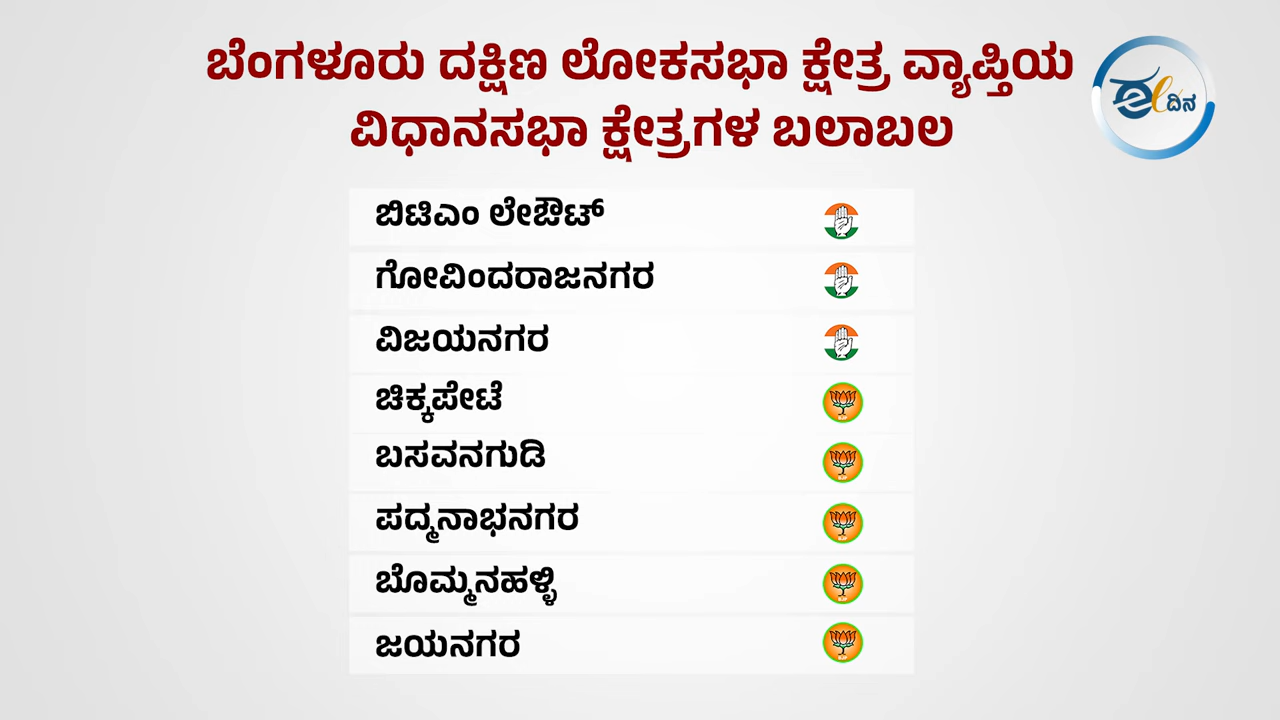 ಬೆಂಗಳೂರು ದಕ್ಷಿಣ ಲೋಕಸಭಾ ಕ್ಷೇತ್ರ ವ್ಯಾಪ್ತಿಯ
ವಿಧಾನಸಭಾ ಕ್ಷೇತ್ರಗಳ ಬಲಾಬಲ
ದಿನ
ಬಿಟಿಎಂ ಲೇಔಟ್
ಗೋವಿಂದರಾಜನಗರ
ವಿಜಯನಗರ
ಚಿಕ್ಕಪೇಟೆ
ಬಸವನಗುಡಿ
ಪದ್ಮನಾಭನಗರ
ಬೊಮ್ಮನಹಳ್ಳಿ
ಜಯನಗರ